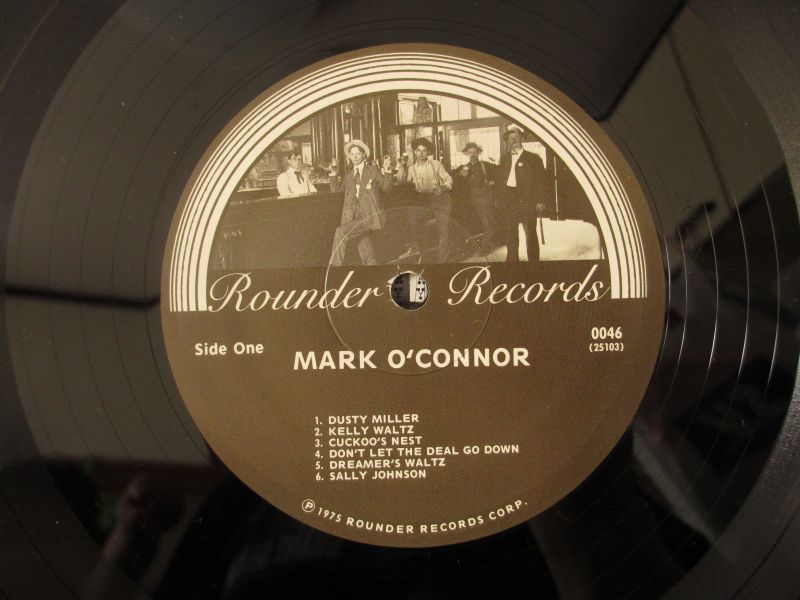 Rounder Records
Side One
0046
(25103)
MARK O'CONNOR
1. DUSTY MILLER
2. KELLY WALTZ
3. CUCKOO'S NEST
4. DON'T LET THE DEAL GO DOWN
5. DREAMER'S WALTZ
6. SALLY JOHNSON
Ⓟ 1975 ROUNDER RECORDS CORP.